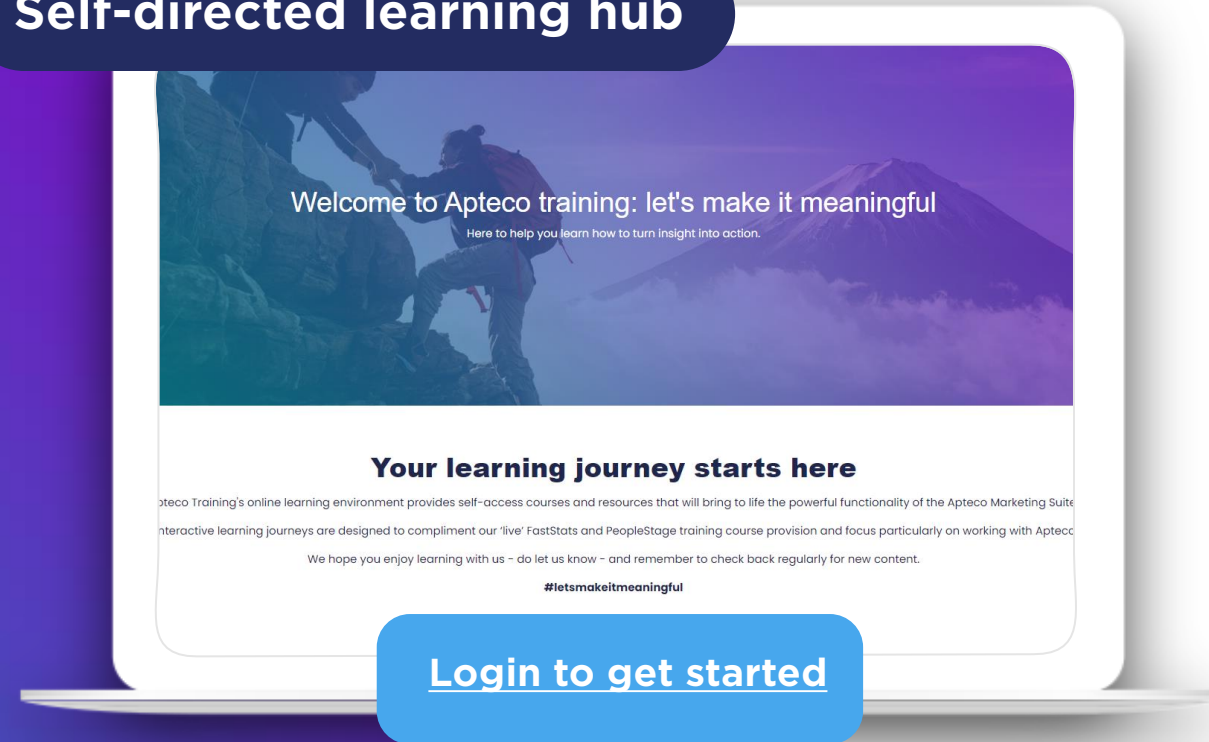 Self-directed learning hub
Welcome to Apteco training: let's make it meaningful
Here to help you learn how to turn insight into action.
Your learning journey starts here
pteco Training's online learning environment provides self-access courses and resources that will bring to life the powerful functionality of the Apteco Marketing Suite
nteractive learning journeys are designed to compliment our 'live' FastStats and PeopleStage training course provision and focus particularly on working with Apteco
We hope you enjoy learning with us - do let us know - and remember to check back regularly for new content.
#letsmakeitmeaningful
Login to get started